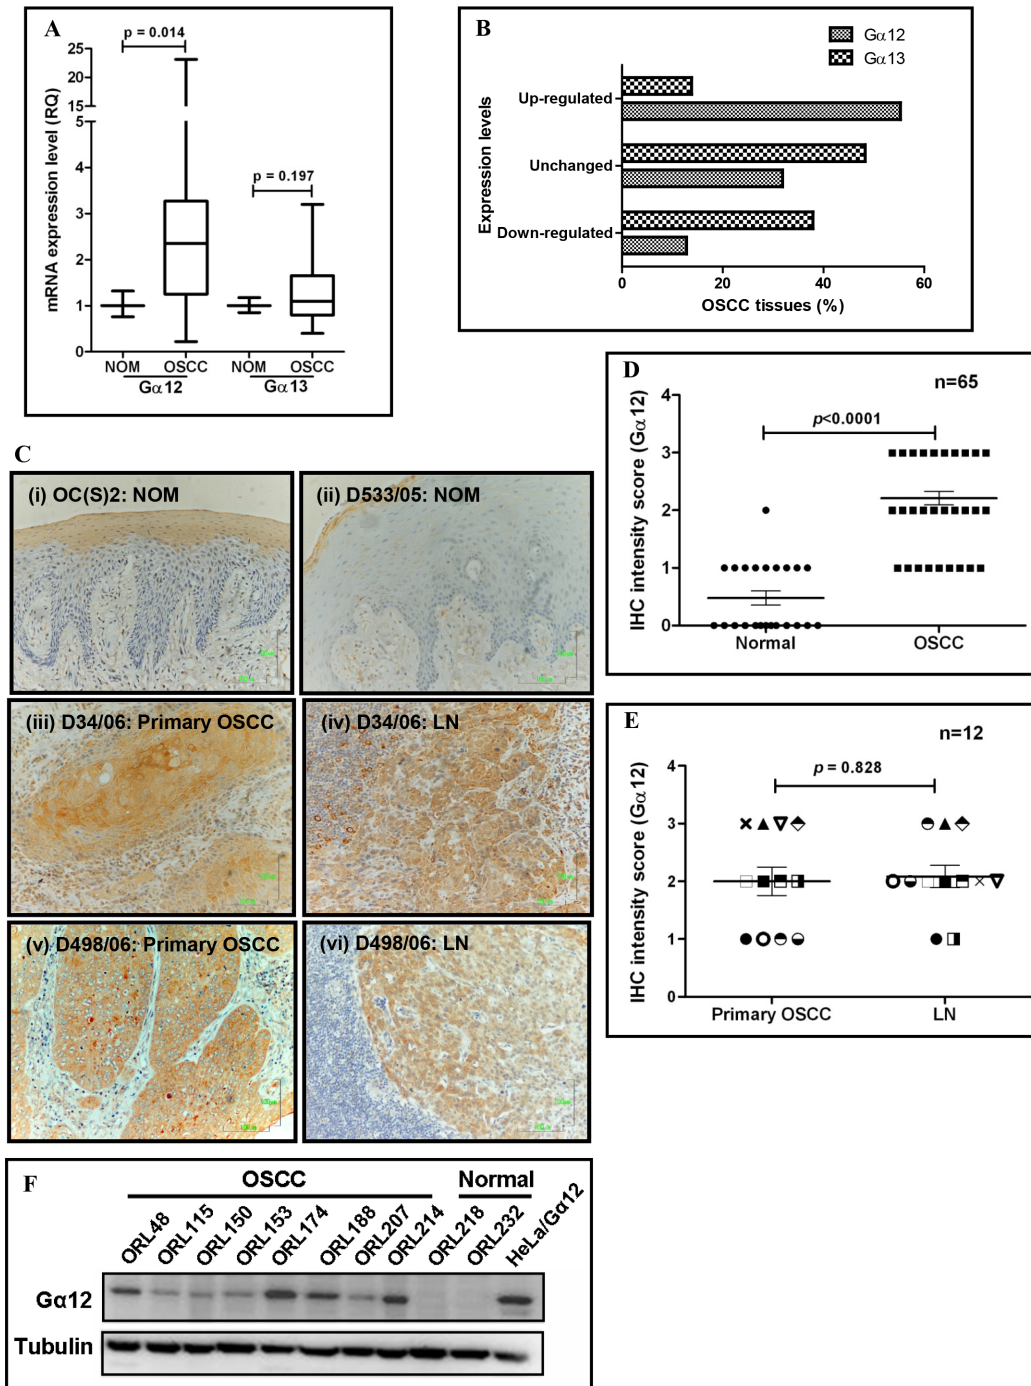 A
p = 0.014
p = 0.197
mRNA expression level (RQ)
25
20
15
5
4
3
2
1
0
NOM OSCC NOM OSCC
Gα12 Gα13
B
Gα12
Gα13
Expression levels
Up-regulated
Unchanged
Down-regulated
0 20 40 60
OSCC tissues (%)
C
(i) OC(S)2: NOM
(ii) D533/05: NOM
(iii) D34/06: Primary OSCC
(iv) D34/06: LN
(v) D498/06: Primary OSCC
(vi) D498/06: LN
D
n=65
p<0.0001
IHC intensity score (Gα12)
4
3
2
1
0
Normal OSCC
E
n=12
p = 0.828
IHC intensity score (Gα12)
4
3
2
1
0
Primary OSCC LN
F
OSCC Normal
ORL48 ORL115 ORL150 ORL153 ORL174 ORL188 ORL207 ORL214 ORL218 ORL232 HeLa/Gα12
Gα12
Tubulin